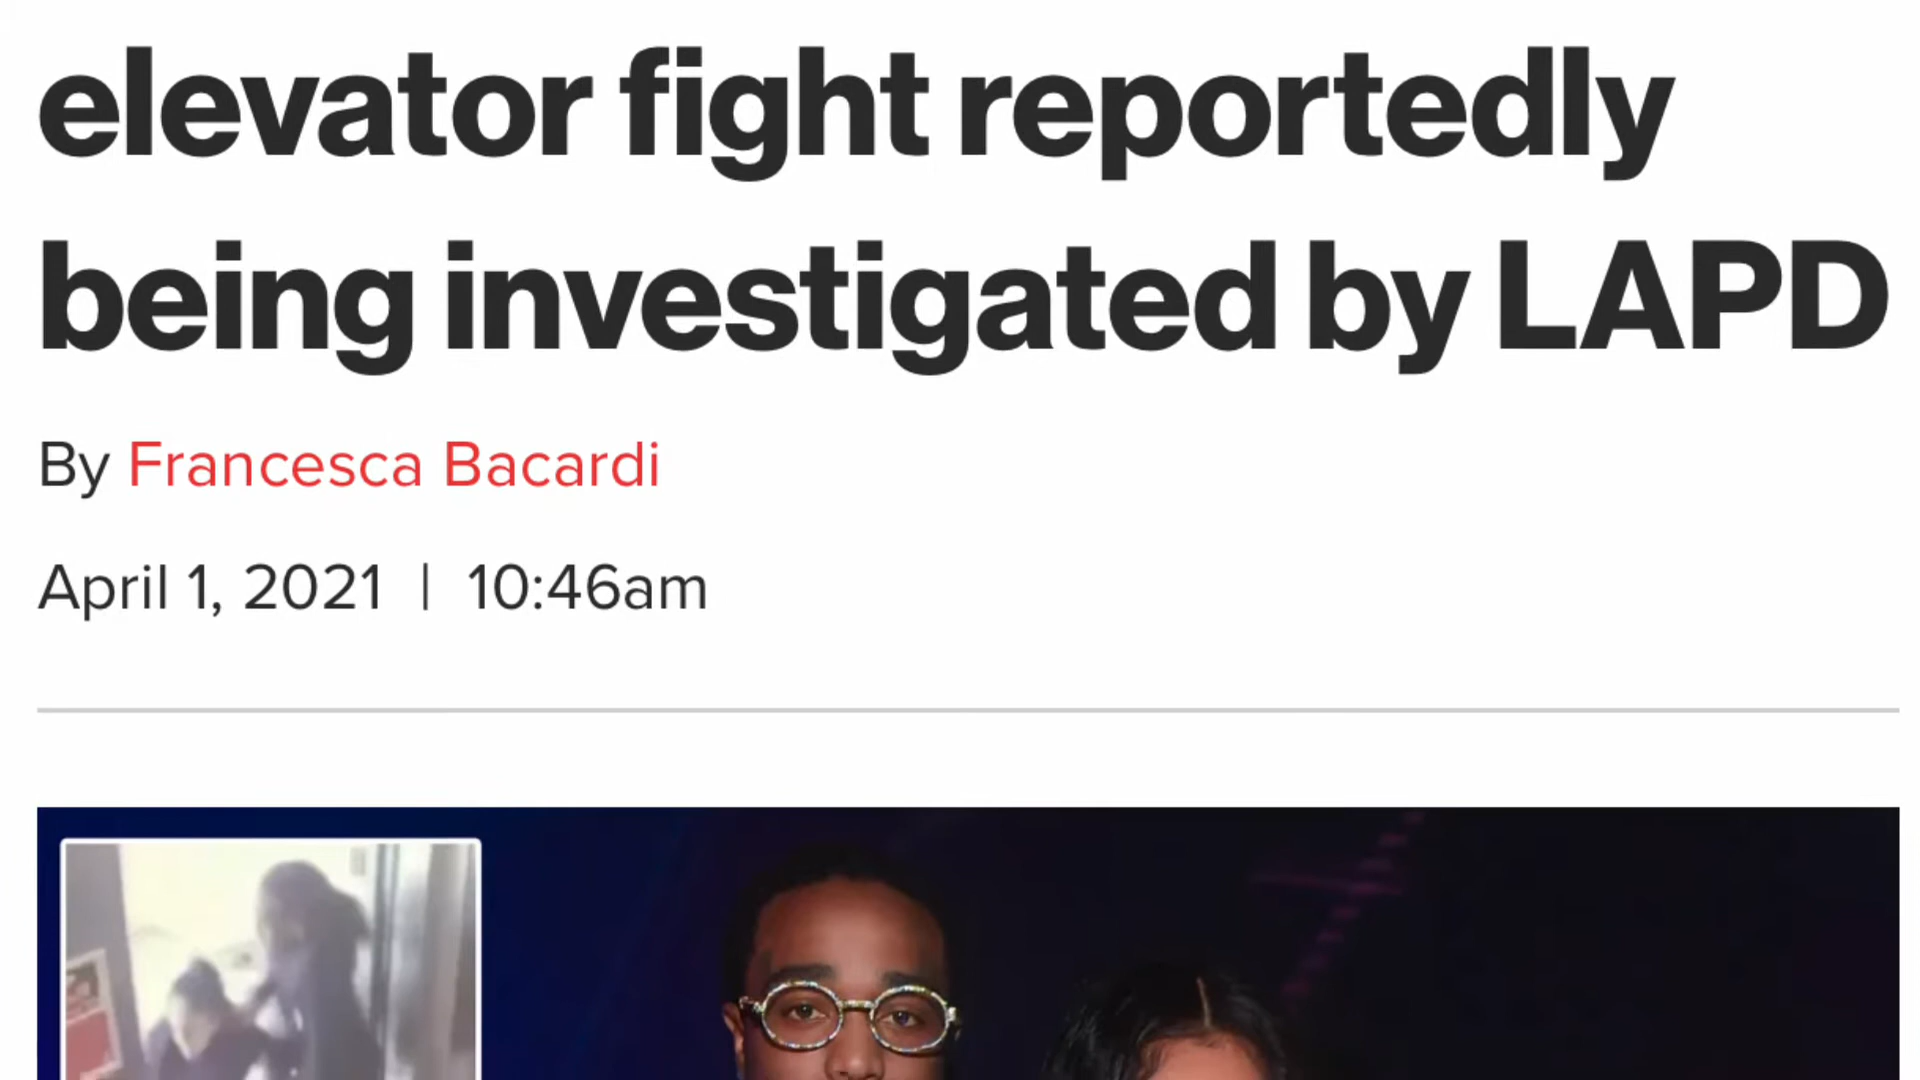 elevator fight reportedly
being investigated by LAPD
By Francesca Bacardi
April 1, 2021 | 10:46am